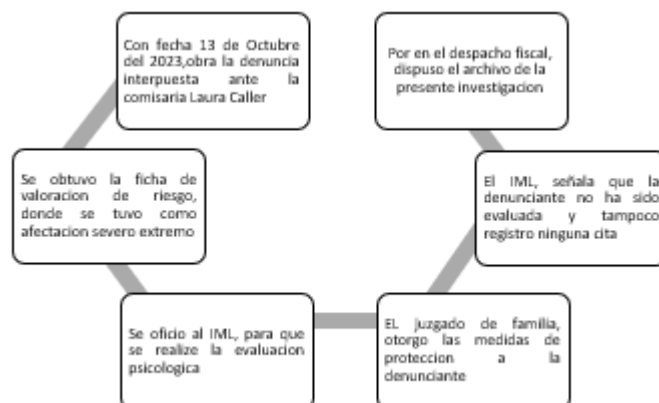 Con fecha 13 de Octubre
del 2023,obra la denuncia
interpuesta ante la
comisaria Laura Caller
Se obtuvo la ficha de
valoracion de riesgo,
donde se tuvo como
afectacion severo extremo
Se oficio al IML, para que
se realize la evaluacion
psicologica
EL juzgado de familia,
otorgo las medidas de
proteccion a la
denunciante
El IML, señala que la
denunciante no ha sido
evaluada y tampoco
registro ninguna cita
Por en el despacho fiscal,
dispuso el archivo de la
presente investigacion